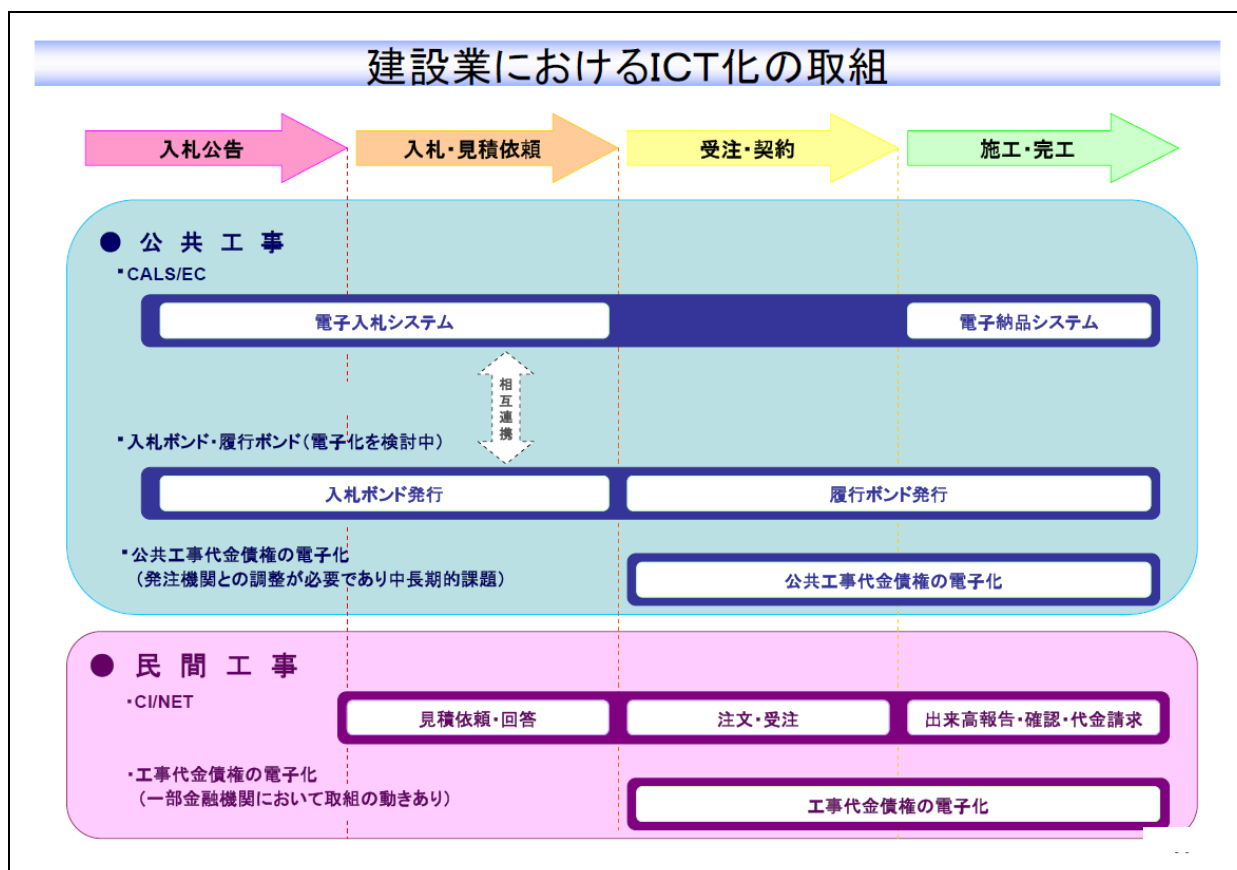 建設業におけるICT化の取組
入札公告
入札・見積依頼
受注・契約
施工・完工
● 公 共 工 事
▪CALS/EC
電子入札システム
電子納品システム
相互連携
▪入札ボンド・履行ボンド(電子化を検討中)
入札ボンド発行
履行ボンド発行
▪公共工事代金債権の電子化
(発注機関との調整が必要であり中長期的課題)
公共工事代金債権の電子化
● 民 間 工 事
・CI/NET
見積依頼・回答
注文・受注
出来高報告・確認・代金請求
・工事代金債権の電子化
(一部金融機関において取組の動きあり)
工事代金債権の電子化